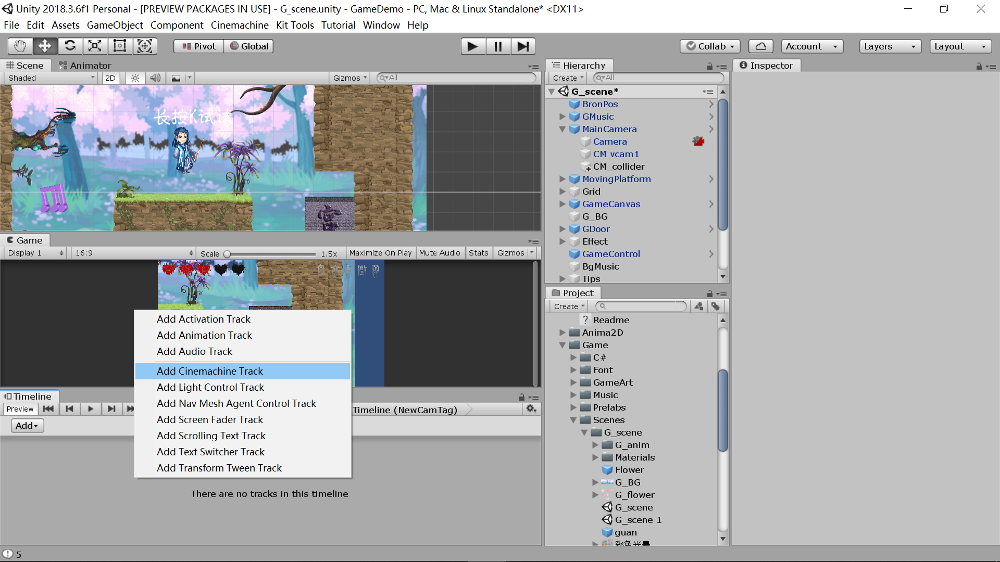 Unity 2018.3.6f1 Personal - [PREVIEW PACKAGES IN USE] - G_scene.unity - GameDemo - PC, Mac & Linux Standalone* <DX11>
File Edit Assets GameObject Component Cinemachine Kit Tools Tutorial Window Help
Pivot Global Collab Account Layers Layout
Scene Animator
Shaded 2D Gizmos All
长按K试试
Game
Display 1 16:9 Scale 1.5x Maximize On Play Mute Audio Stats Gizmos
Add Activation Track
Add Animation Track
Add Audio Track
Add Cinemachine Track
Add Light Control Track
Add Nav Mesh Agent Control Track
Add Screen Fader Track
Add Scrolling Text Track
Add Text Switcher Track
Add Transform Tween Track
Timeline
Preview Timeline (NewCamTag)
Add
There are no tracks in this timeline
5
Hierarchy
Create All
G_scene*
BronPos
GMusic
MainCamera
Camera
CM vcam1
CM_collider
MovingPlatform
Grid
GameCanvas
G_BG
GDoor
Effect
GameControl
BgMusic
Tips
Project
Create
Readme
Anima2D
Game
C#
Font
GameArt
Music
Prefabs
Scenes
G_scene
G_anim
Materials
Flower
G_BG
G_flower
G_scene
G_scene 1
guan
彩色光晕
Inspector